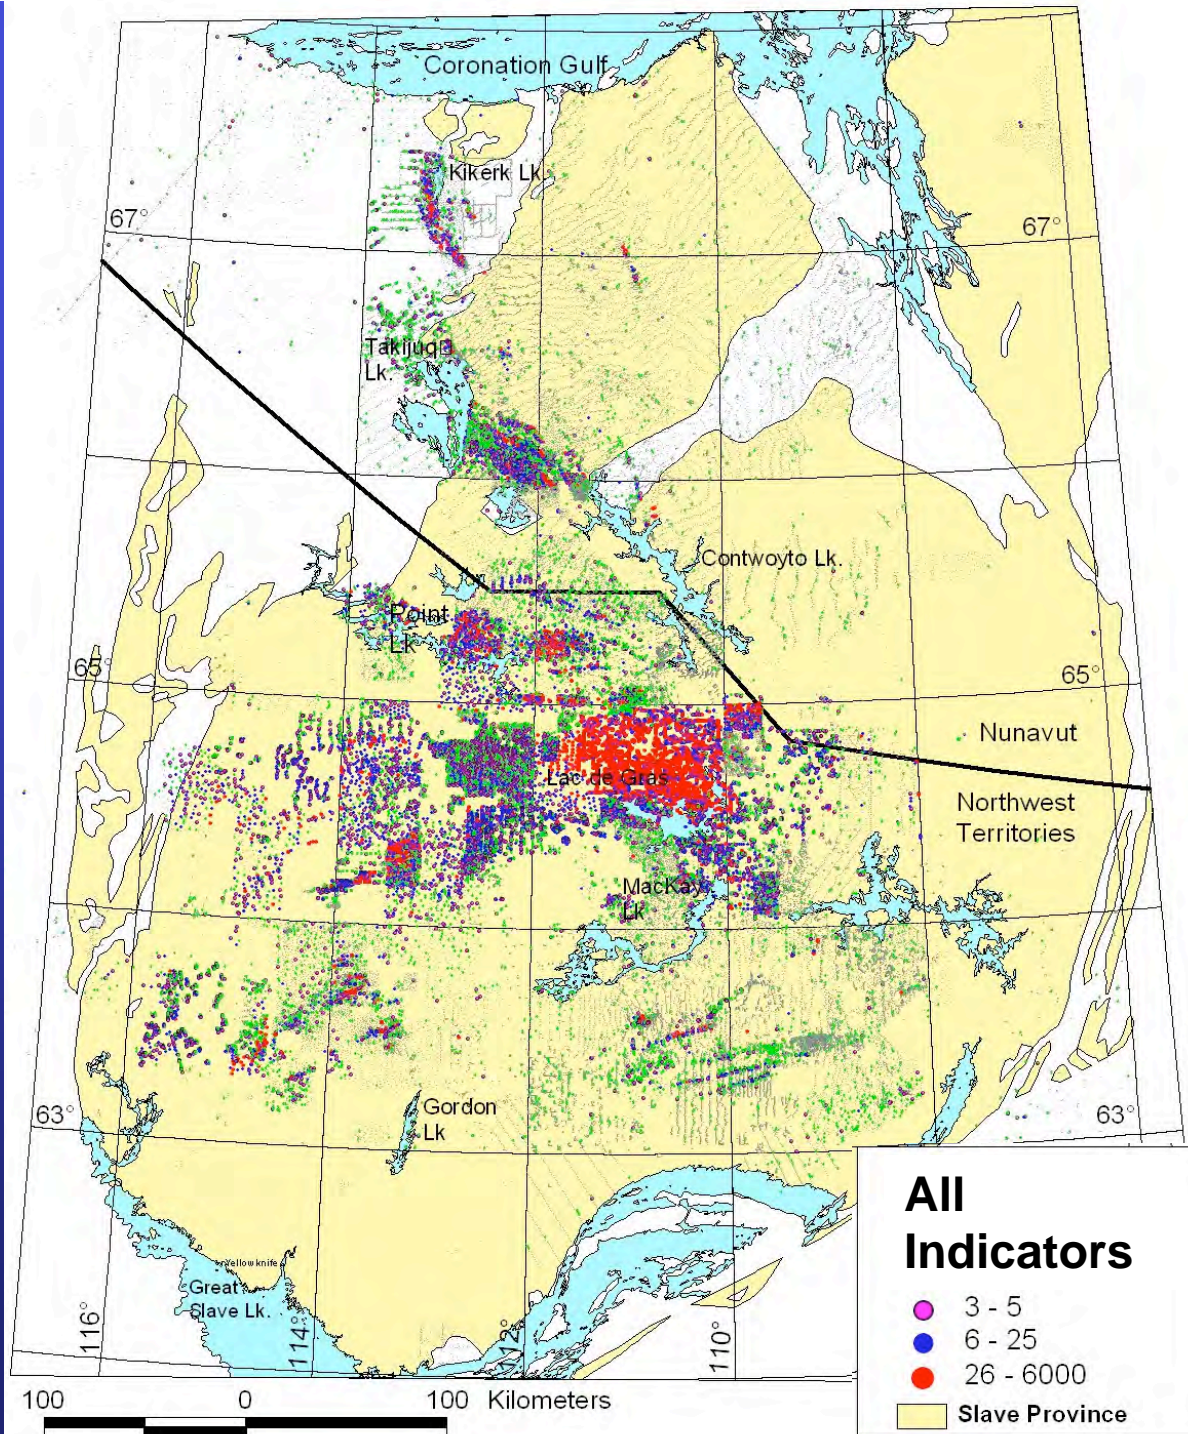 Coronation Gulf
Kikerk Lk.
67°
67°
Takijuq
Lk.
Contwoyto Lk.
Point
Lk
65°
65°
Nunavut
Lac de Gras
Northwest
Territories
MacKay
Lk
Gordon
Lk
63°
63°
Yellowknife
Great
Slave Lk.
116°
114°
112°
110°
All
Indicators
3 - 5
6 - 25
26 - 6000
Slave Province
100 0 100 Kilometers